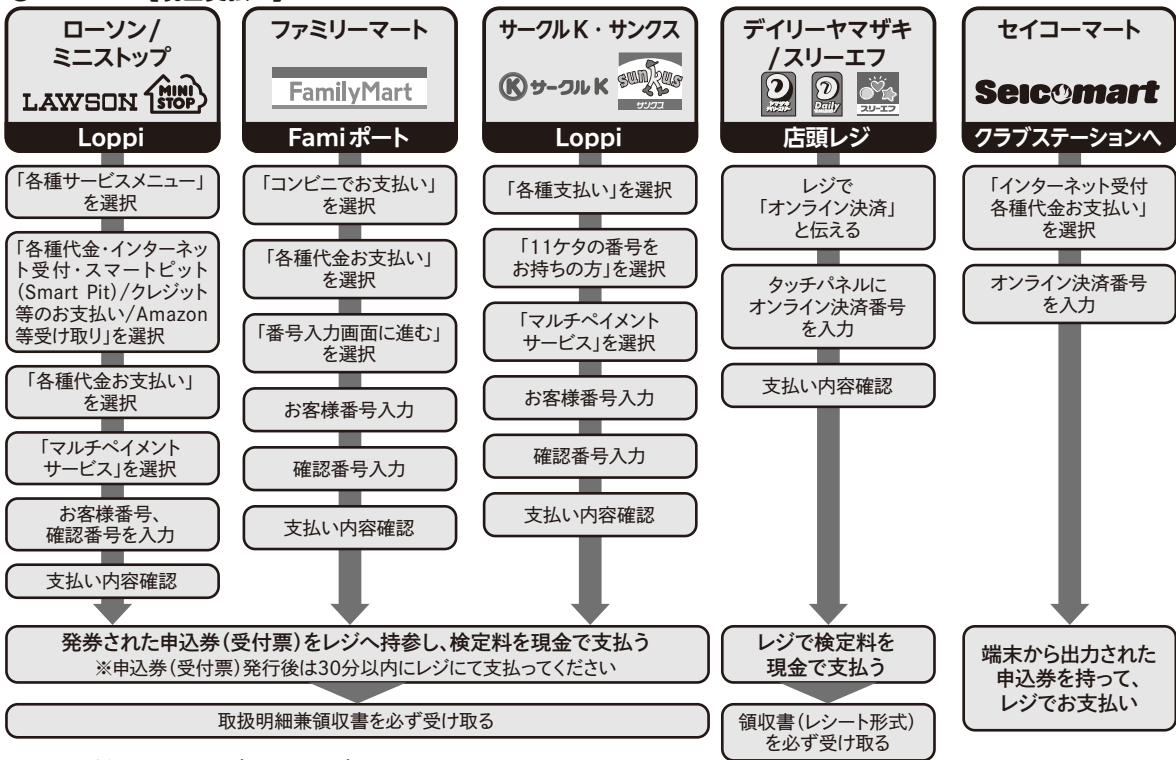 ローソン/
ミニストップ
LAWSON
MINI
STOP
Loppi
「各種サービスメニュー」
を選択
「各種代金・インターネッ
ト受付・スマートピット
(Smart Pit)/クレジット
等のお支払い/Amazon
等受け取り」を選択
「各種代金お支払い」
を選択
「マルチペイメント
サービス」を選択
お客様番号、
確認番号を入力
支払い内容確認
ファミリーマート
FamilyMart
Famiポート
「コンビニでお支払い」
を選択
「各種代金お支払い」
を選択
「番号入力画面に進む」
を選択
お客様番号入力
確認番号入力
支払い内容確認
サークルK・サンクス
K サークルK
sunkus
サンクス
Loppi
「各種支払い」を選択
「11ケタの番号を
お持ちの方」を選択
「マルチペイメント
サービス」を選択
お客様番号入力
確認番号入力
支払い内容確認
発券された申込券(受付票)をレジへ持参し、検定料を現金で支払う
※申込券(受付票)発行後は30分以内にレジにて支払ってください
取扱明細兼領収書を必ず受け取る
デイリーヤマザキ
/スリーエフ
Daily
スリーエフ
店頭レジ
レジで
「オンライン決済」
と伝える
タッチパネルに
オンライン決済番号
を入力
支払い内容確認
レジで検定料を
現金で支払う
領収書(レシート形式)
を必ず受け取る
セイコーマート
Seicomart
クラブステーションへ
「インターネット受付
各種代金お支払い」
を選択
オンライン決済番号
を入力
端末から出力された
申込券を持って、
レジでお支払い